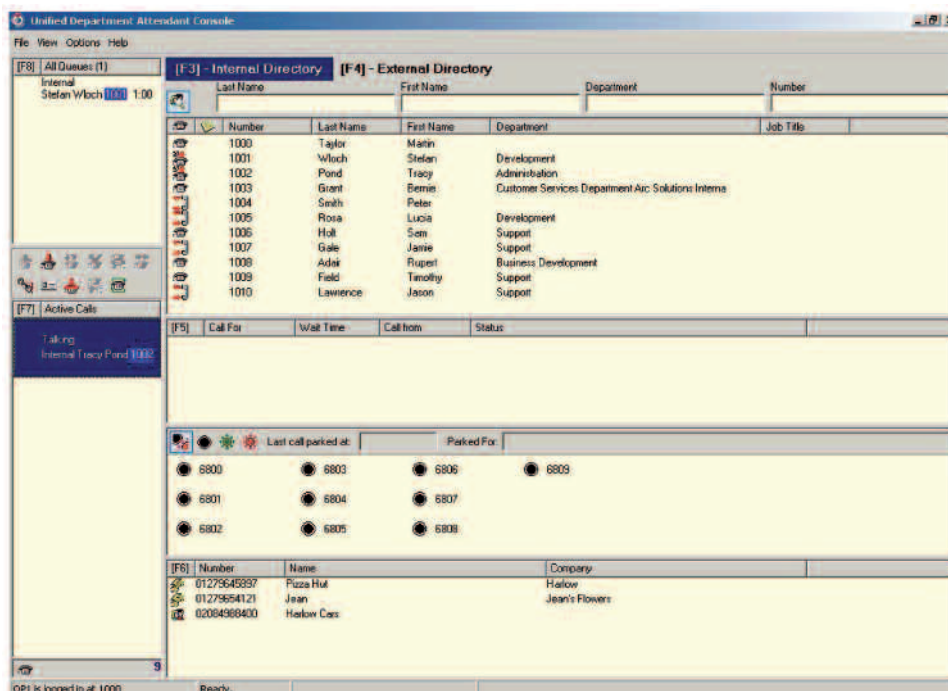 Unified Department Attendant Console
File View Options Help
[F8] All Queues (1)
Internal
Stefan Wloch 1001 1:00
[F3] - Internal Directory [F4] - External Directory
Last Name First Name Department Number
Number Last Name First Name Department Job Title
1000 Taylor Martin
1001 Wloch Stefan Development
1002 Pond Tracy Administration
1003 Grant Bernie Customer Services Department Arc Solutions Interna
1004 Smith Peter
1005 Rosa Lucia Development
1006 Holt Sam Support
1007 Gale Jamie Support
1008 Adair Rupert Business Development
1009 Field Timothy Support
1010 Lawrence Jason Support
[F7] Active Calls
Talking
Internal Tracy Pond 1002
[F5] Call For Wait Time Call from Status
Last call parked at: Parked For:
6800 6803 6806 6809
6801 6804 6807
6802 6805 6808
[F6] Number Name Company
01279645897 Pizza Hut Harlow
01279654121 Jean Jean's Flowers
02084988400 Harlow Cars
9
OP1 is logged in at 1000 Ready.